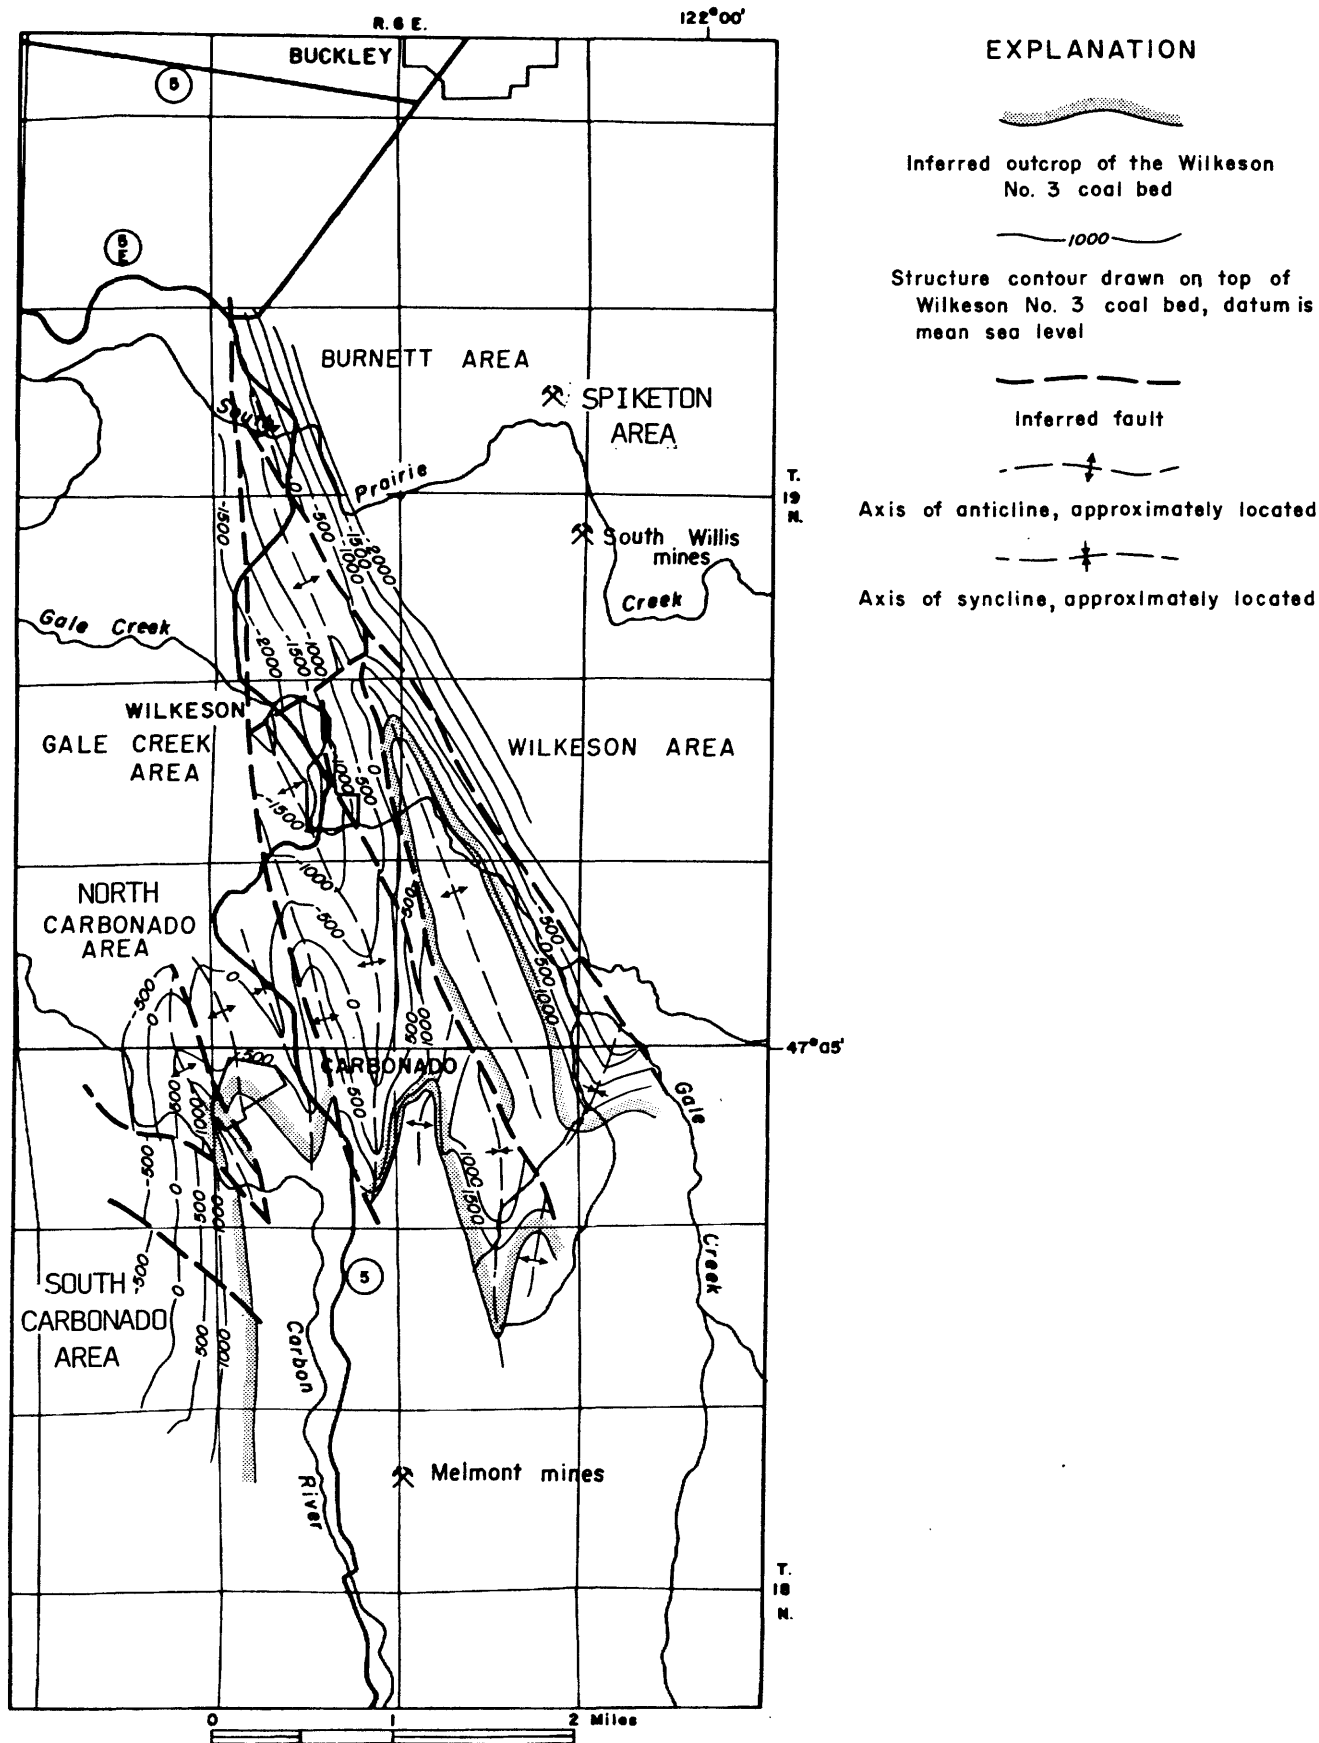 R. 6 E.
122°00'
BUCKLEY
5
5
E
BURNETT AREA
SPIKETON
AREA
South
Prairie
Creek
T.
19
N.
South Willis
mines
-1500
0
-500
-1000
-1500
-2000
Gale Creek
-2000
-1500
-1000
WILKESON
GALE CREEK
AREA
WILKESON AREA
-1000
-500
0
-1500
-1000
-500
-500
NORTH
CARBONADO
AREA
-500
0
500
1000
-500
0
0
0
500
1000
47°05'
500
CARBONADO
500
1000
500
1000
1500
Gale
Creek
-500
0
500
1000
-500
0
500
1000
SOUTH
CARBONADO
AREA
5
Carbon
River
Melmont mines
T.
18
N.
0 1 2 Miles
EXPLANATION
Inferred outcrop of the Wilkeson
No. 3 coal bed
1000
Structure contour drawn on top of
Wilkeson No. 3 coal bed, datum is
mean sea level
Inferred fault
Axis of anticline, approximately located
Axis of syncline, approximately located